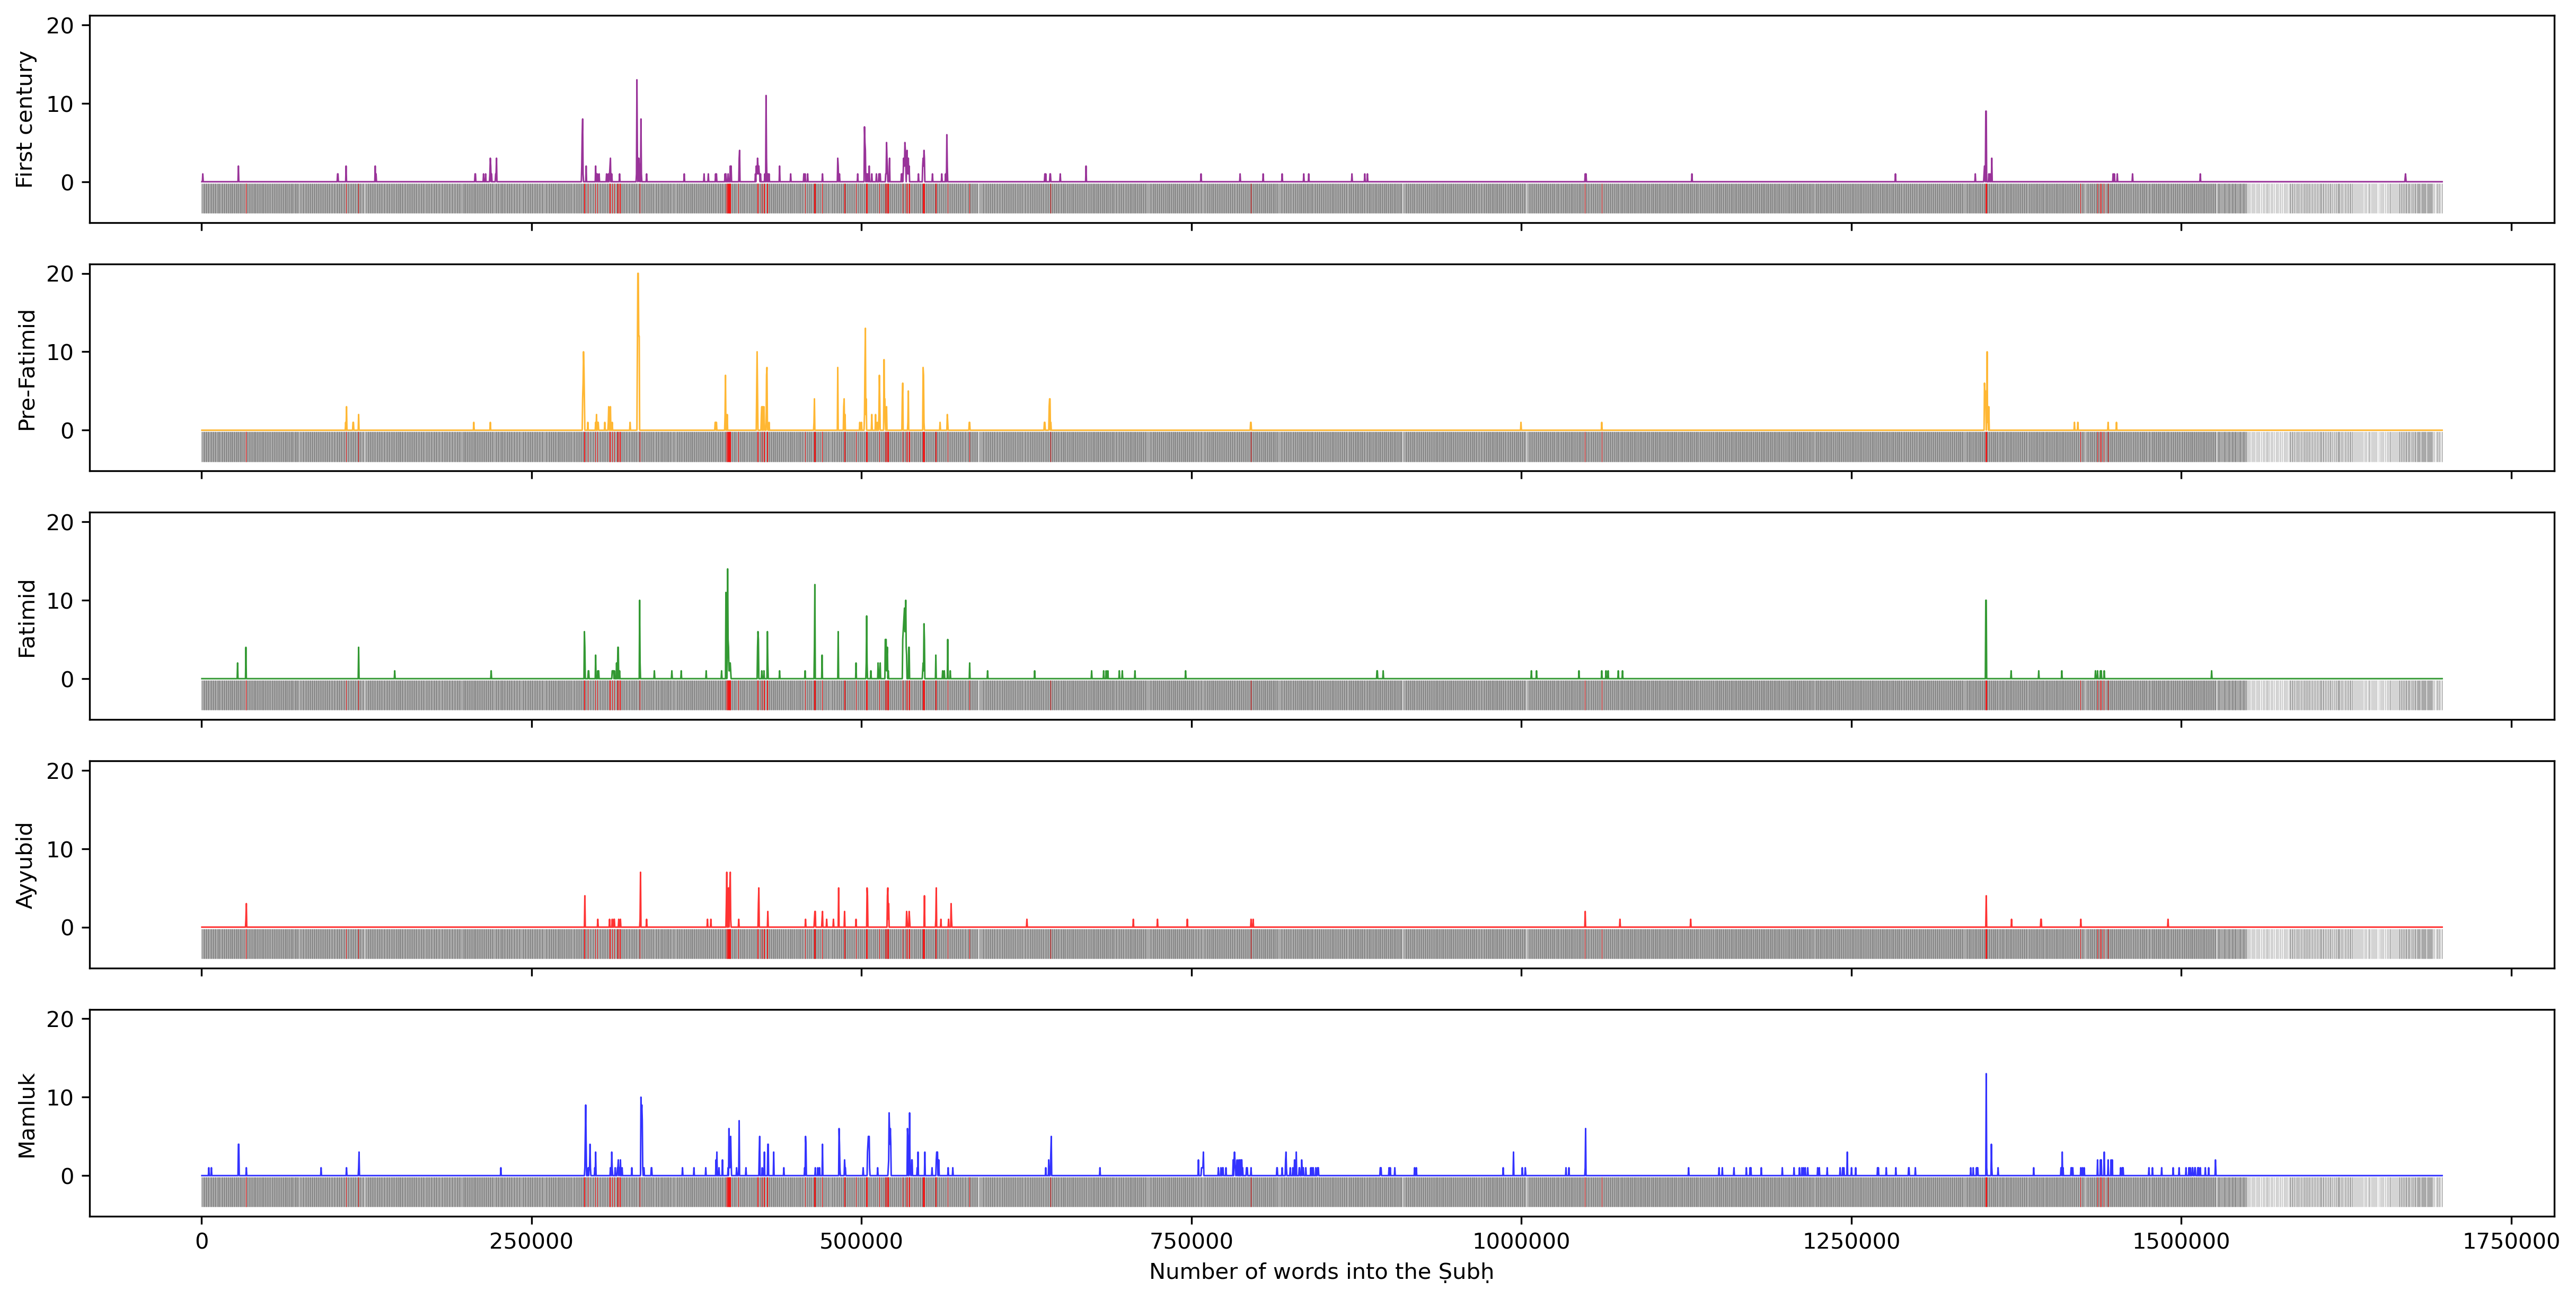 First century
20
10
0
Pre-Fatimid
20
10
0
Fatimid
20
10
0
Ayyubid
20
10
0
Mamluk
20
10
0
0 250000 500000 750000 1000000 1250000 1500000 1750000
Number of words into the Ṣubḥ